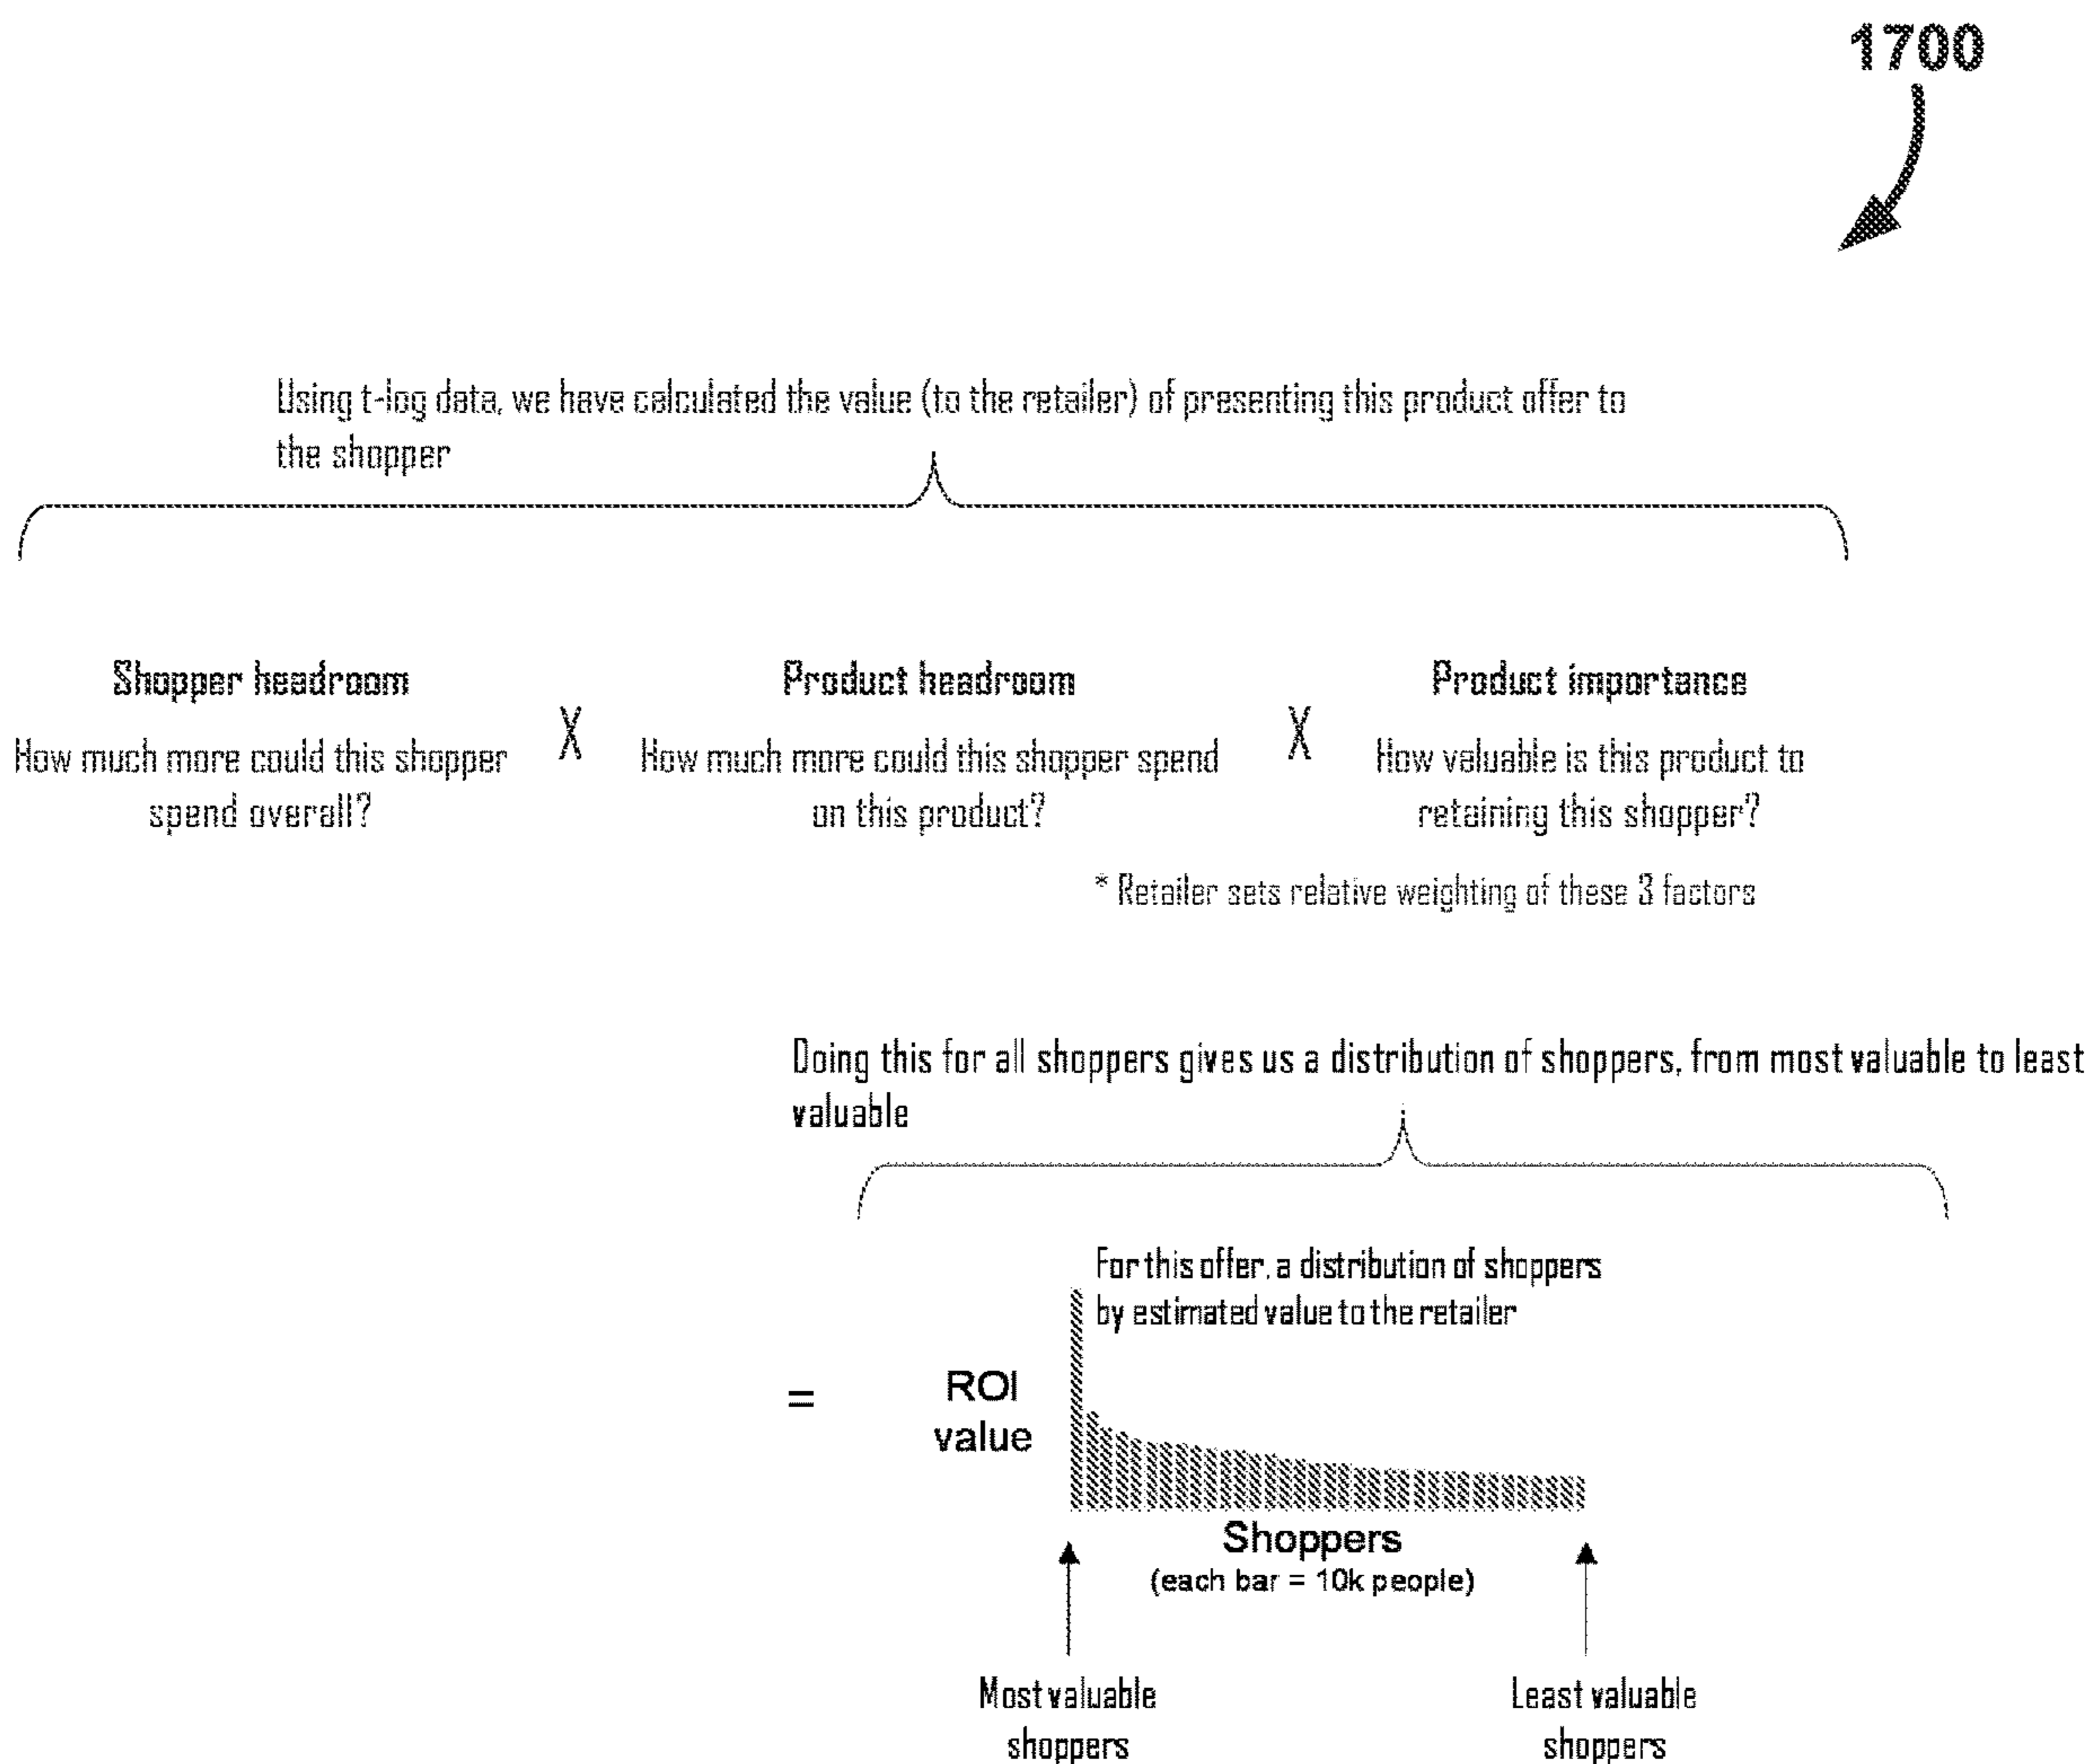 1700
Using t-log data, we have calculated the value (to the retailer) of presenting this product offer to
the shopper
Shopper headroom
How much more could this shopper
spend overall?
X
Product headroom
How much more could this shopper spend
on this product?
X
Product importance
How valuable is this product to
retaining this shopper?
* Retailer sets relative weighting of these 3 factors
Doing this for all shoppers gives us a distribution of shoppers, from most valuable to least
valuable
For this offer, a distribution of shoppers
by estimated value to the retailer
=
ROI
value
Shoppers
(each bar = 10k people)
Most valuable
shoppers
Least valuable
shoppers